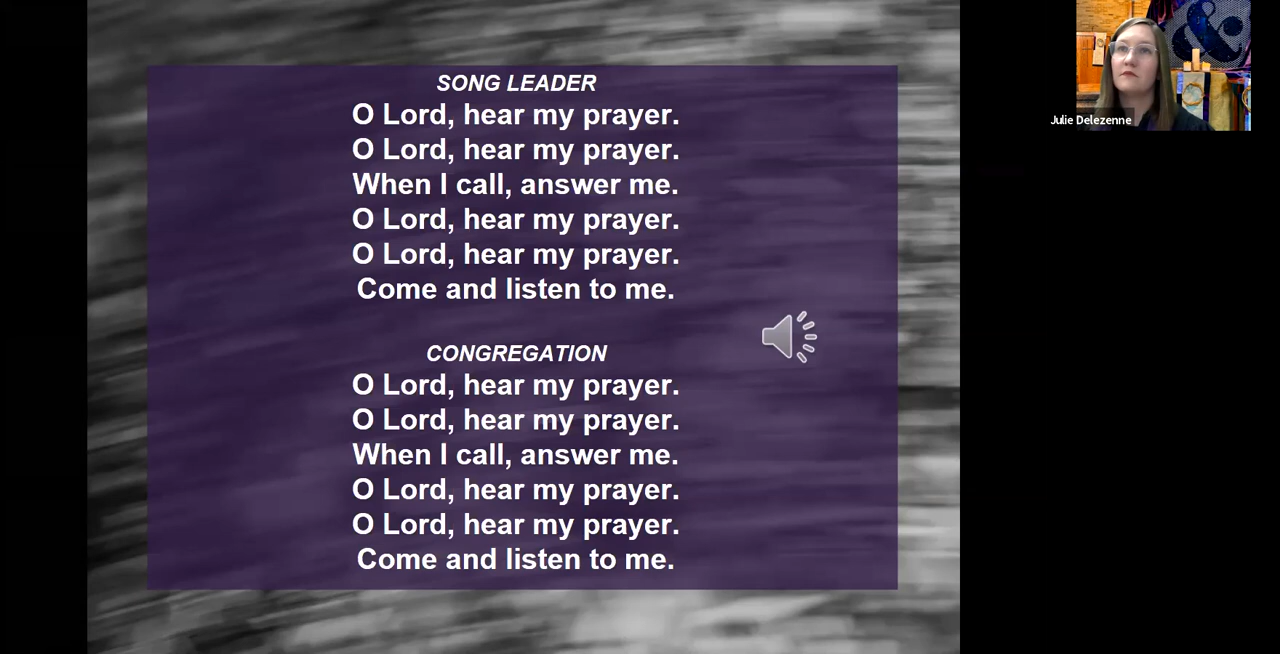 SONG LEADER
O Lord, hear my prayer.
O Lord, hear my prayer.
When I call, answer me.
O Lord, hear my prayer.
O Lord, hear my prayer.
Come and listen to me.
CONGREGATION
O Lord, hear my prayer.
O Lord, hear my prayer.
When I call, answer me.
O Lord, hear my prayer.
O Lord, hear my prayer.
Come and listen to me.
&
Julie Delezenne